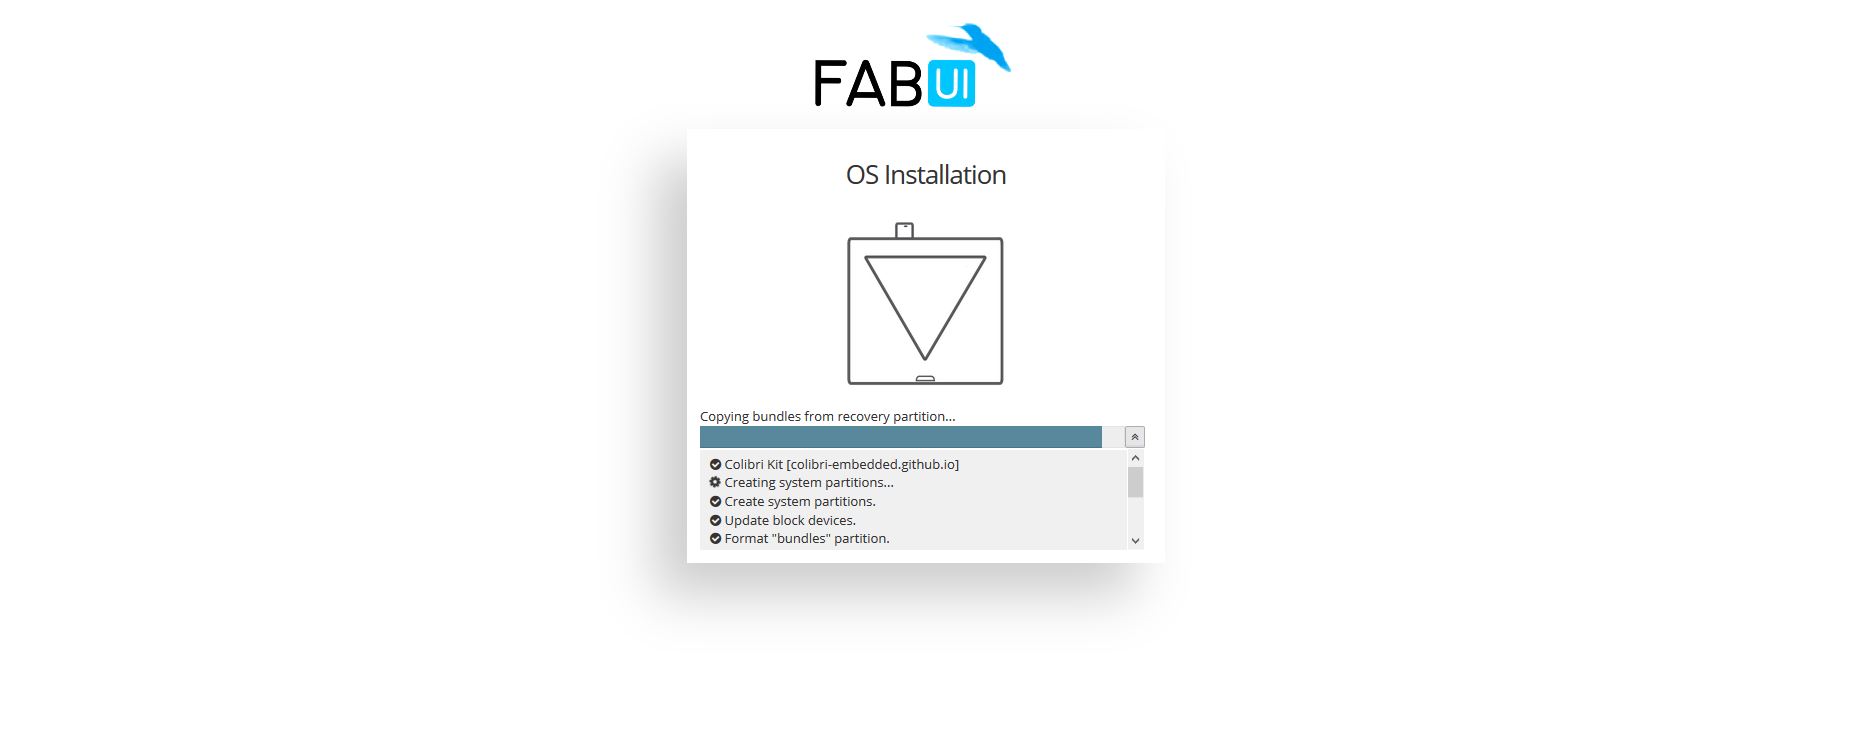 FABUI
OS Installation
Copying bundles from recovery partition...
Colibri Kit [colibri-embedded.github.io]
Creating system partitions...
Create system partitions.
Update block devices.
Format "bundles" partition.